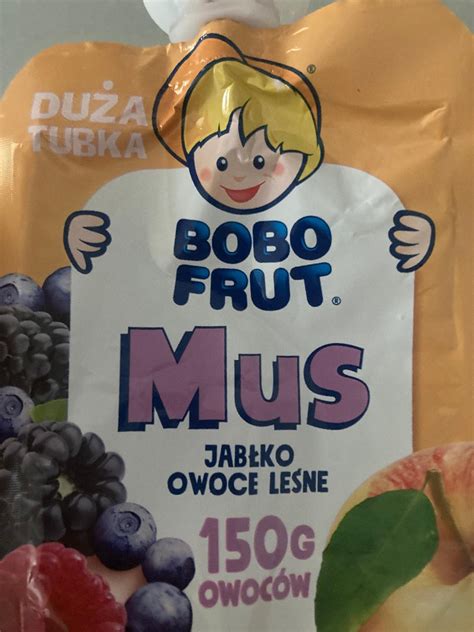 DUŻA
TUBKA
BOBO
FRUT
®
MUS
JABŁKO
OWOCE LEŚNE
150G
OWOCÓW